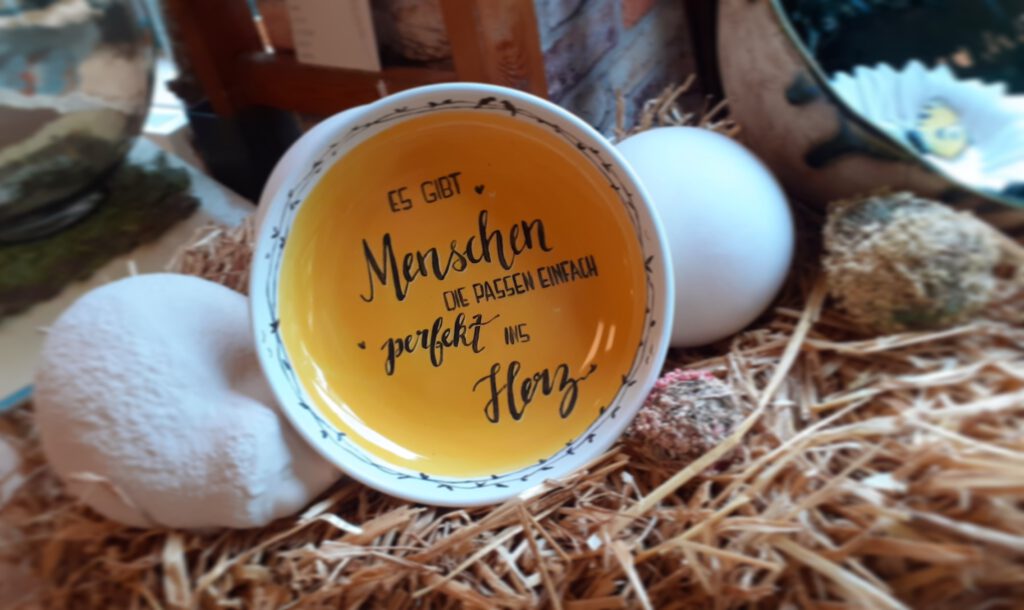 ES GIBT
Menschen
DIE PASSEN EINFACH
perfekt INS
Herz